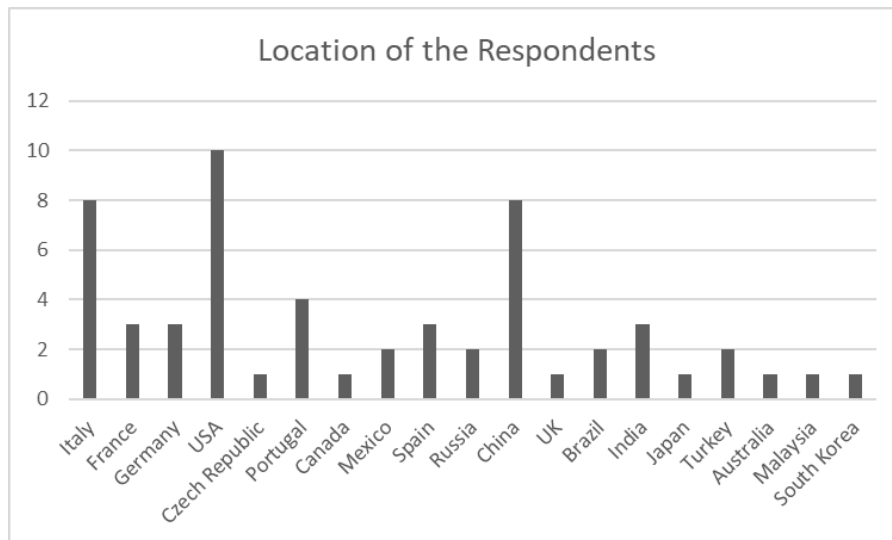 Location of the Respondents
12
10
8
6
4
2
0
Italy
France
Germany
USA
Czech Republic
Portugal
Canada
Mexico
Spain
Russia
China
UK
Brazil
India
Japan
Turkey
Australia
Malaysia
South Korea